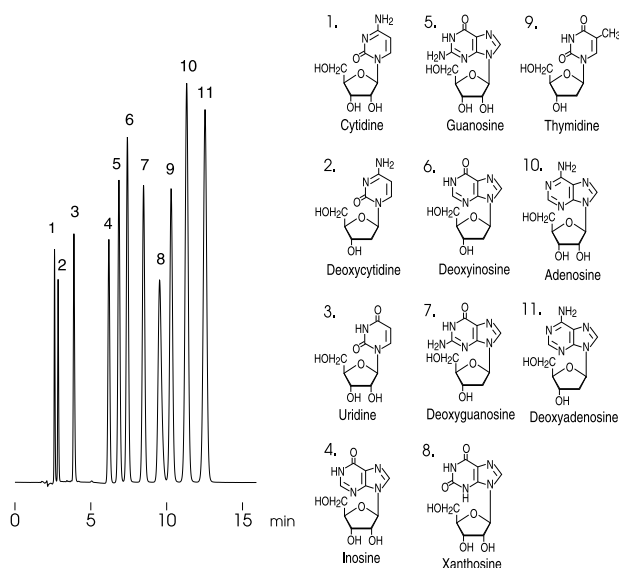 1.
NH₂
N
O
N
HOH₂C
O
OH OH
Cytidine
5.
O
HN
N
H₂N
N
N
HOH₂C
O
OH OH
Guanosine
9.
O
CH₃
HN
O
N
HOH₂C
O
OH
Thymidine
2.
NH₂
N
O
N
HOH₂C
O
OH
Deoxycytidine
6.
O
HN
N
N
N
HOH₂C
O
OH
Deoxyinosine
10.
NH₂
N
N
N
N
HOH₂C
O
OH OH
Adenosine
3.
O
HN
O
N
HOH₂C
O
OH OH
Uridine
7.
O
HN
N
H₂N
N
N
HOH₂C
O
OH
Deoxyguanosine
11.
NH₂
N
N
N
N
HOH₂C
O
OH
Deoxyadenosine
4.
O
HN
N
N
N
HOH₂C
O
OH OH
Inosine
8.
O
HN
N
O
N
H
N
HOH₂C
O
OH OH
Xanthosine
1
2
3
4
5
6
7
8
9
10
11
0 5 10 15 min